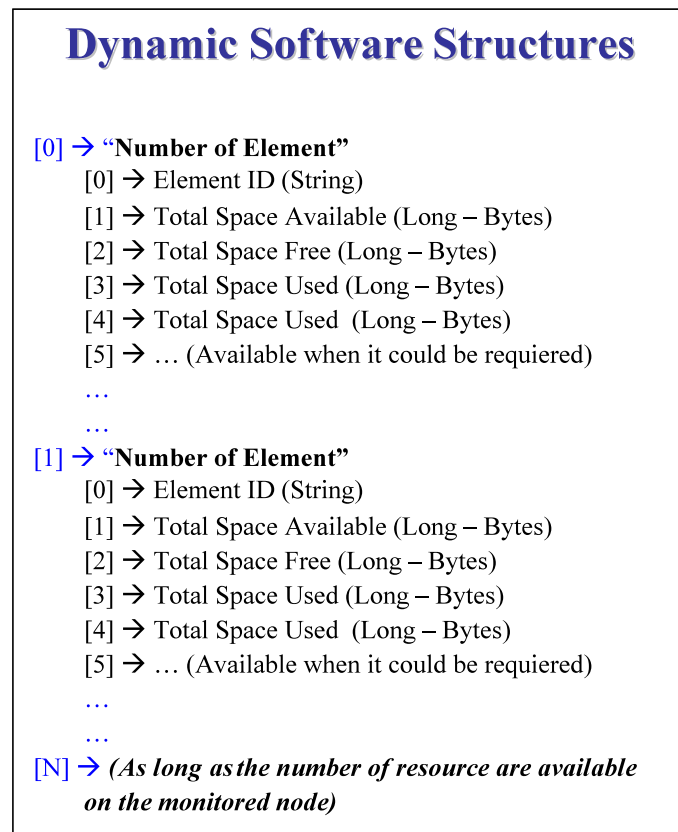 Dynamic Software Structures
[0] → “Number of Element”
[0] → Element ID (String)
[1] → Total Space Available (Long – Bytes)
[2] → Total Space Free (Long – Bytes)
[3] → Total Space Used (Long – Bytes)
[4] → Total Space Used (Long – Bytes)
[5] → … (Available when it could be requiered)
…
…
[1] → “Number of Element”
[0] → Element ID (String)
[1] → Total Space Available (Long – Bytes)
[2] → Total Space Free (Long – Bytes)
[3] → Total Space Used (Long – Bytes)
[4] → Total Space Used (Long – Bytes)
[5] → … (Available when it could be requiered)
…
…
[N] → (As long as the number of resource are available
on the monitored node)